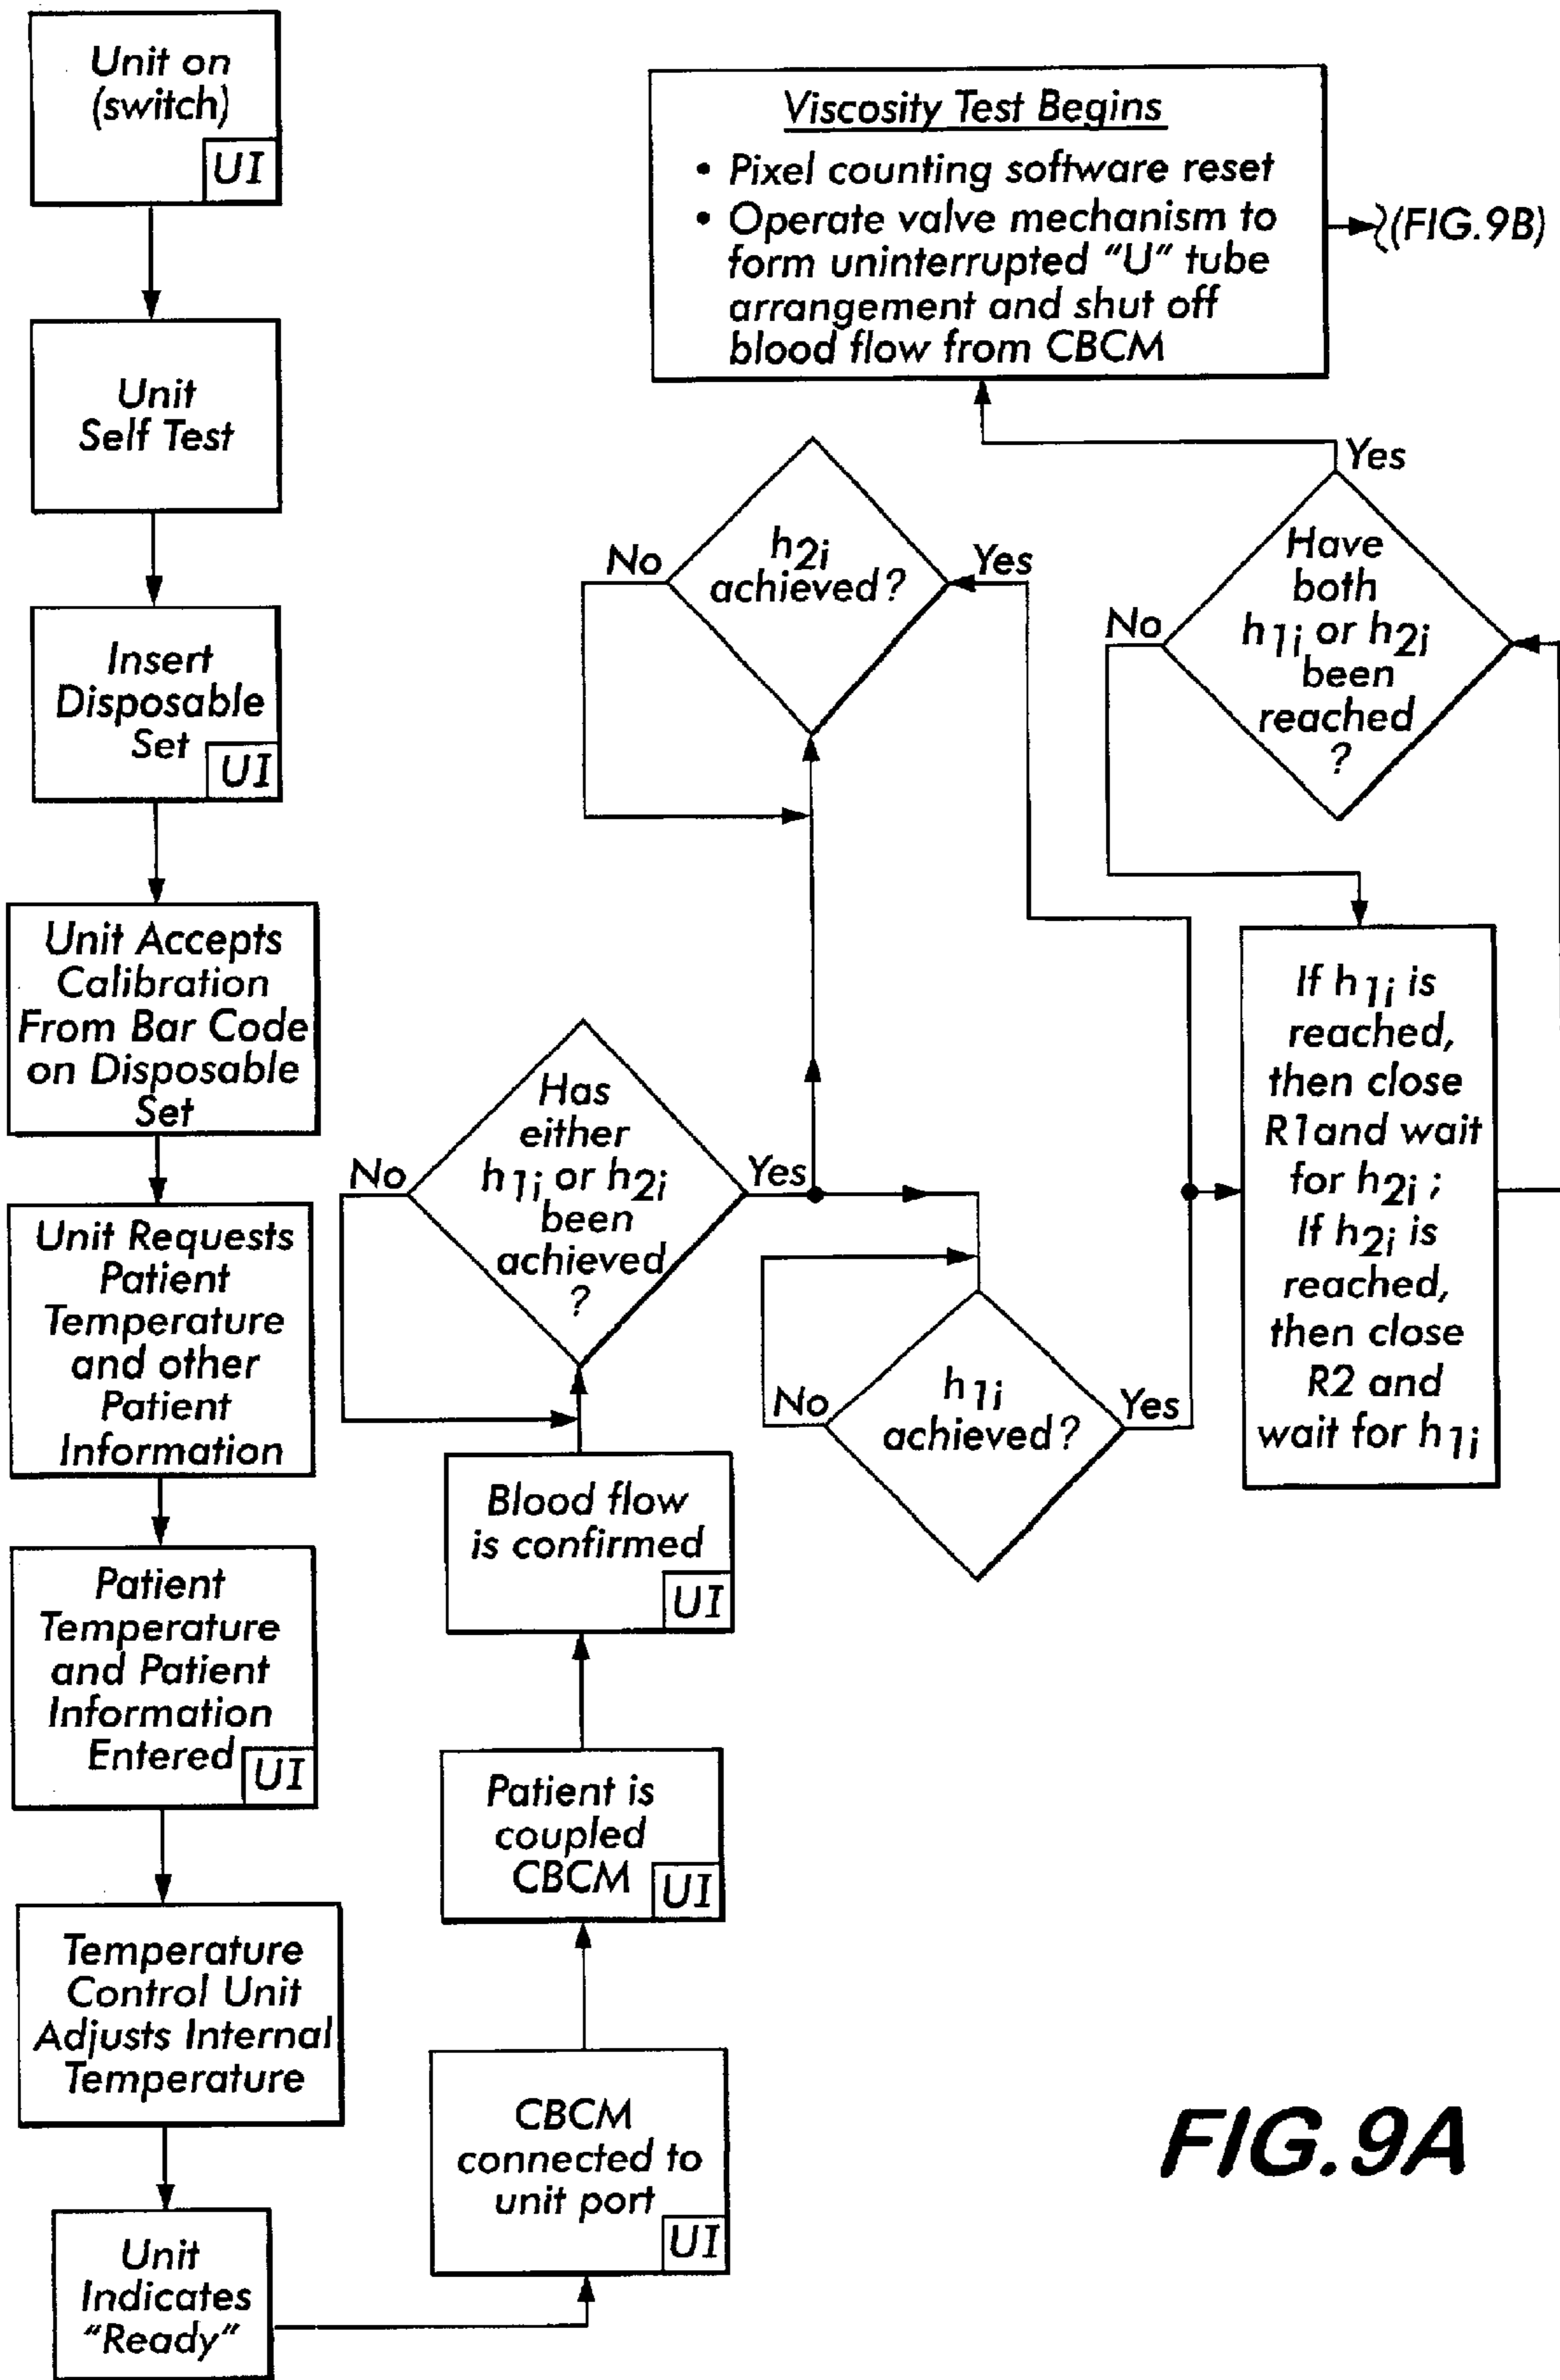 Unit on
(switch)
UI
Unit
Self Test
Insert
Disposable
Set
UI
Unit Accepts
Calibration
From Bar Code
on Disposable
Set
Unit Requests
Patient
Temperature
and other
Patient
Information
Patient
Temperature
and Patient
Information
Entered
UI
Temperature
Control Unit
Adjusts Internal
Temperature
Unit
Indicates
"Ready"
CBCM
connected to
unit port
UI
Patient is
coupled
CBCM
UI
Blood flow
is confirmed
UI
Has
either
h1i or h2i
been
achieved
?
No
Yes
h2i
achieved?
No
Yes
h1i
achieved?
No
Yes
If h1i is
reached,
then close
R1and wait
for h2i;
If h2i is
reached,
then close
R2 and
wait for h1i
Have
both
h1i or h2i
been
reached
?
No
Yes
Viscosity Test Begins
• Pixel counting software reset
• Operate valve mechanism to
form uninterrupted "U" tube
arrangement and shut off
blood flow from CBCM
(FIG.9B)
FIG.9A